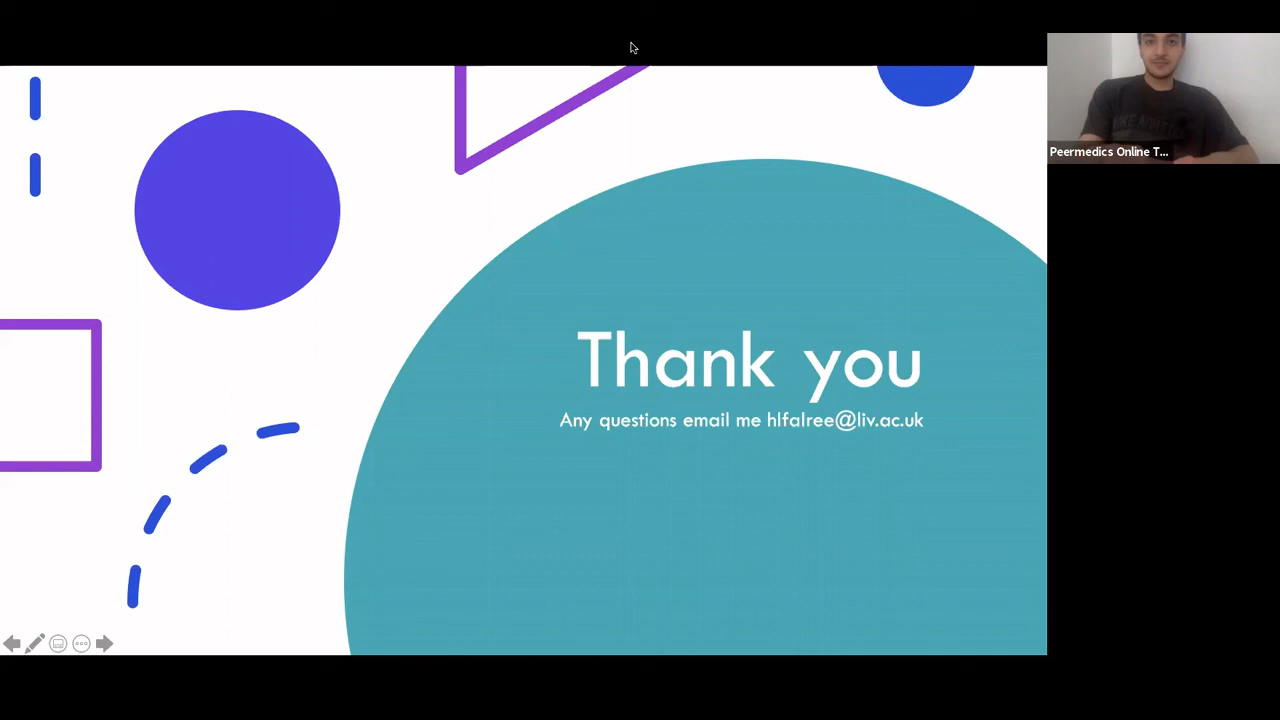 Peermedics Online T...
Thank you
Any questions email me hlfalree@liv.ac.uk